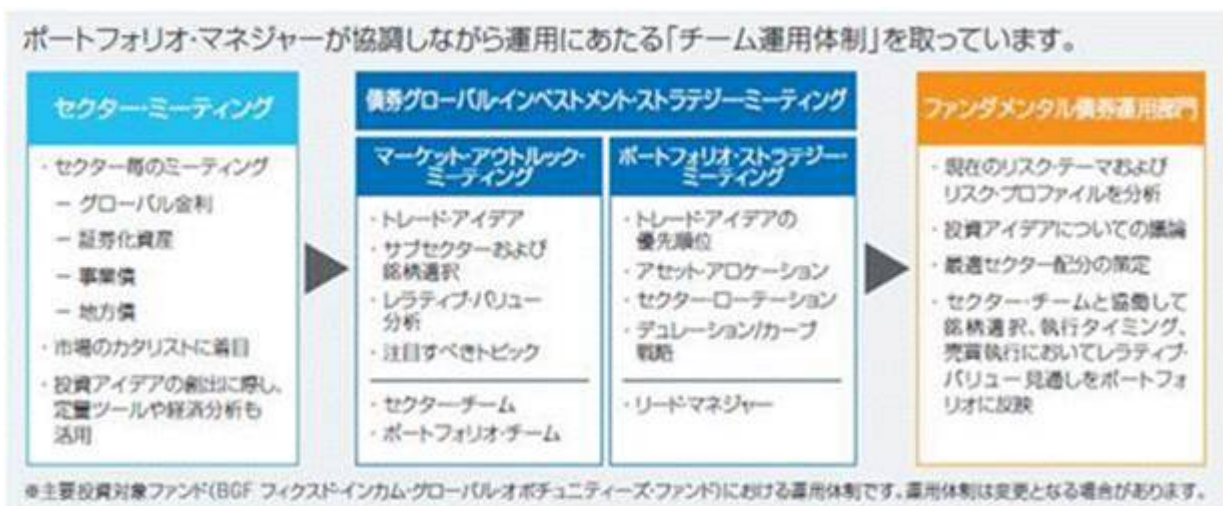 ポートフォリオ・マネジャーが協調しながら運用にあたる「チーム運用体制」を取っています。
セクター・ミーティング
・セクター毎のミーティング
－ グローバル金利
－ 証券化資産
－ 事業債
－ 地方債
・市場のカタリストに着目
・投資アイデアの創出に際し、
定量ツールや経済分析も
活用
債券グローバル・インベストメント・ストラテジー・ミーティング
マーケット・アウトルック・
ミーティング
・トレード・アイデア
・サブセクターおよび
銘柄選択
・レラティブ・バリュー
分析
・注目すべきトピック
・セクター・チーム
・ポートフォリオ・チーム
ポートフォリオ・ストラテジー・
ミーティング
・トレード・アイデアの
優先順位
・アセット・アロケーション
・セクター・ローテーション
・デュレーション/カーブ
戦略
・リード・マネジャー
ファンダメンタル債券運用部門
・現在のリスク・テーマおよび
リスク・プロファイルを分析
・投資アイデアについての議論
・最適セクター配分の策定
・セクター・チームと協働して
銘柄選択、執行タイミング、
売買執行においてレラティブ・
バリュー見通しをポートフォ
リオに反映
※主要投資対象ファンド(BGF フィクスド・インカム・グローバル・オポチュニティーズ・ファンド)における運用体制です。運用体制は変更となる場合があります。